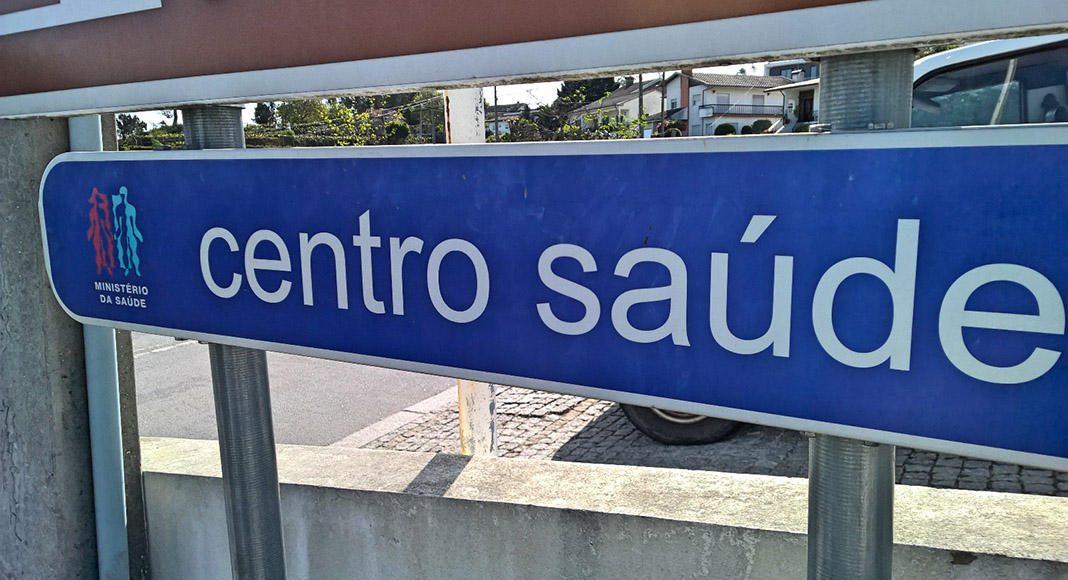 MINISTÉRIO
DA SAÚDE
centro saúde